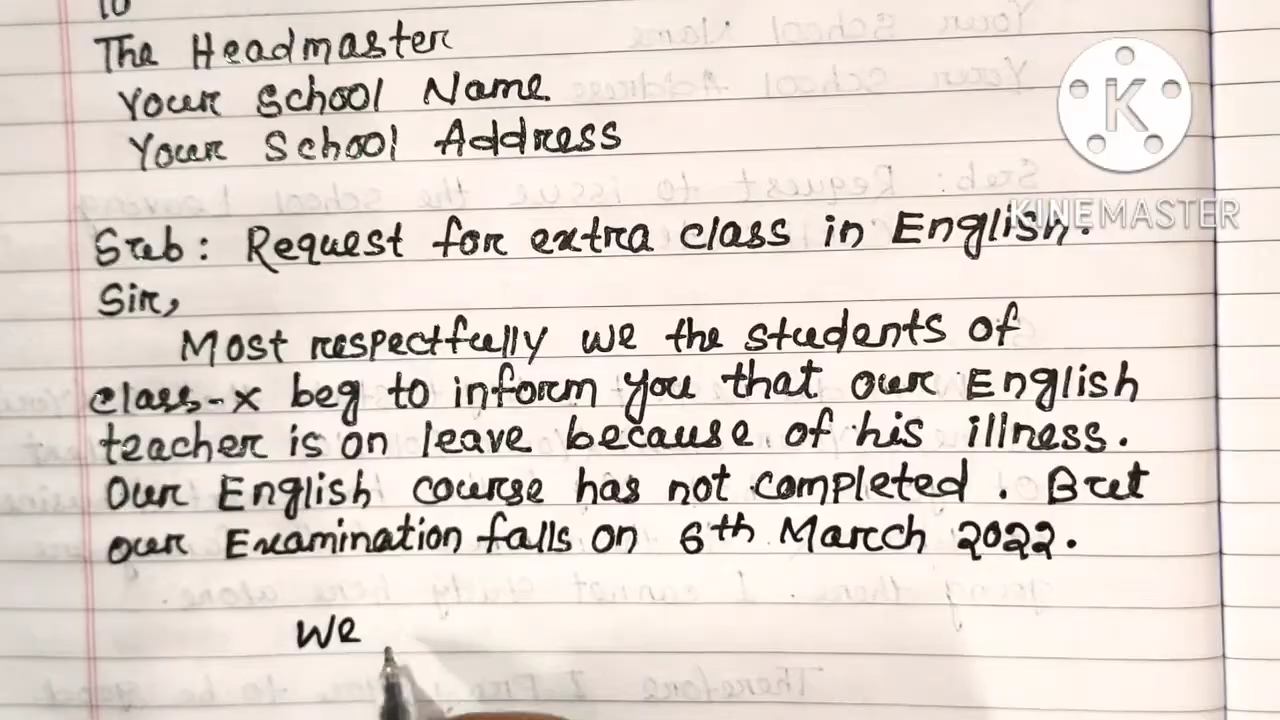 To
The Headmaster
Your School Name
Your School Address
Sub: Request for extra class in English.
Sir,
Most respectfully we the students of
class-x beg to inform you that our English
teacher is on leave because of his illness.
Our English course has not completed. But
our Examination falls on 6th March 2022.
We
K
KINEMASTER